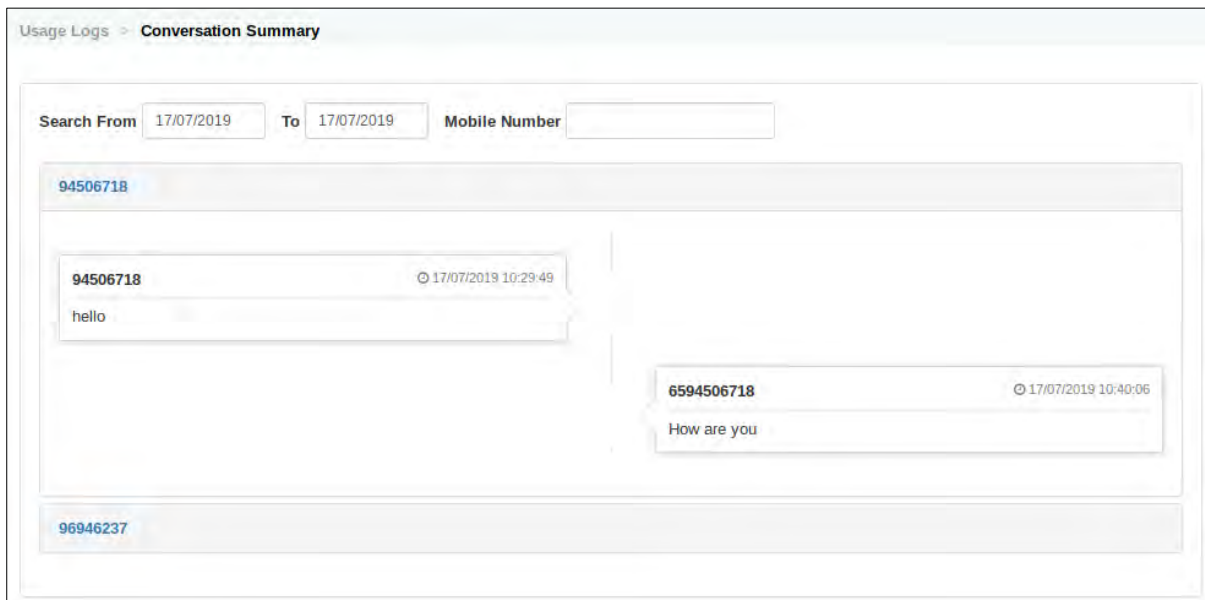 Usage Logs > Conversation Summary
Search From 17/07/2019 To 17/07/2019 Mobile Number
94506718
94506718 17/07/2019 10:29:49
hello
6594506718 17/07/2019 10:40:06
How are you
96946237